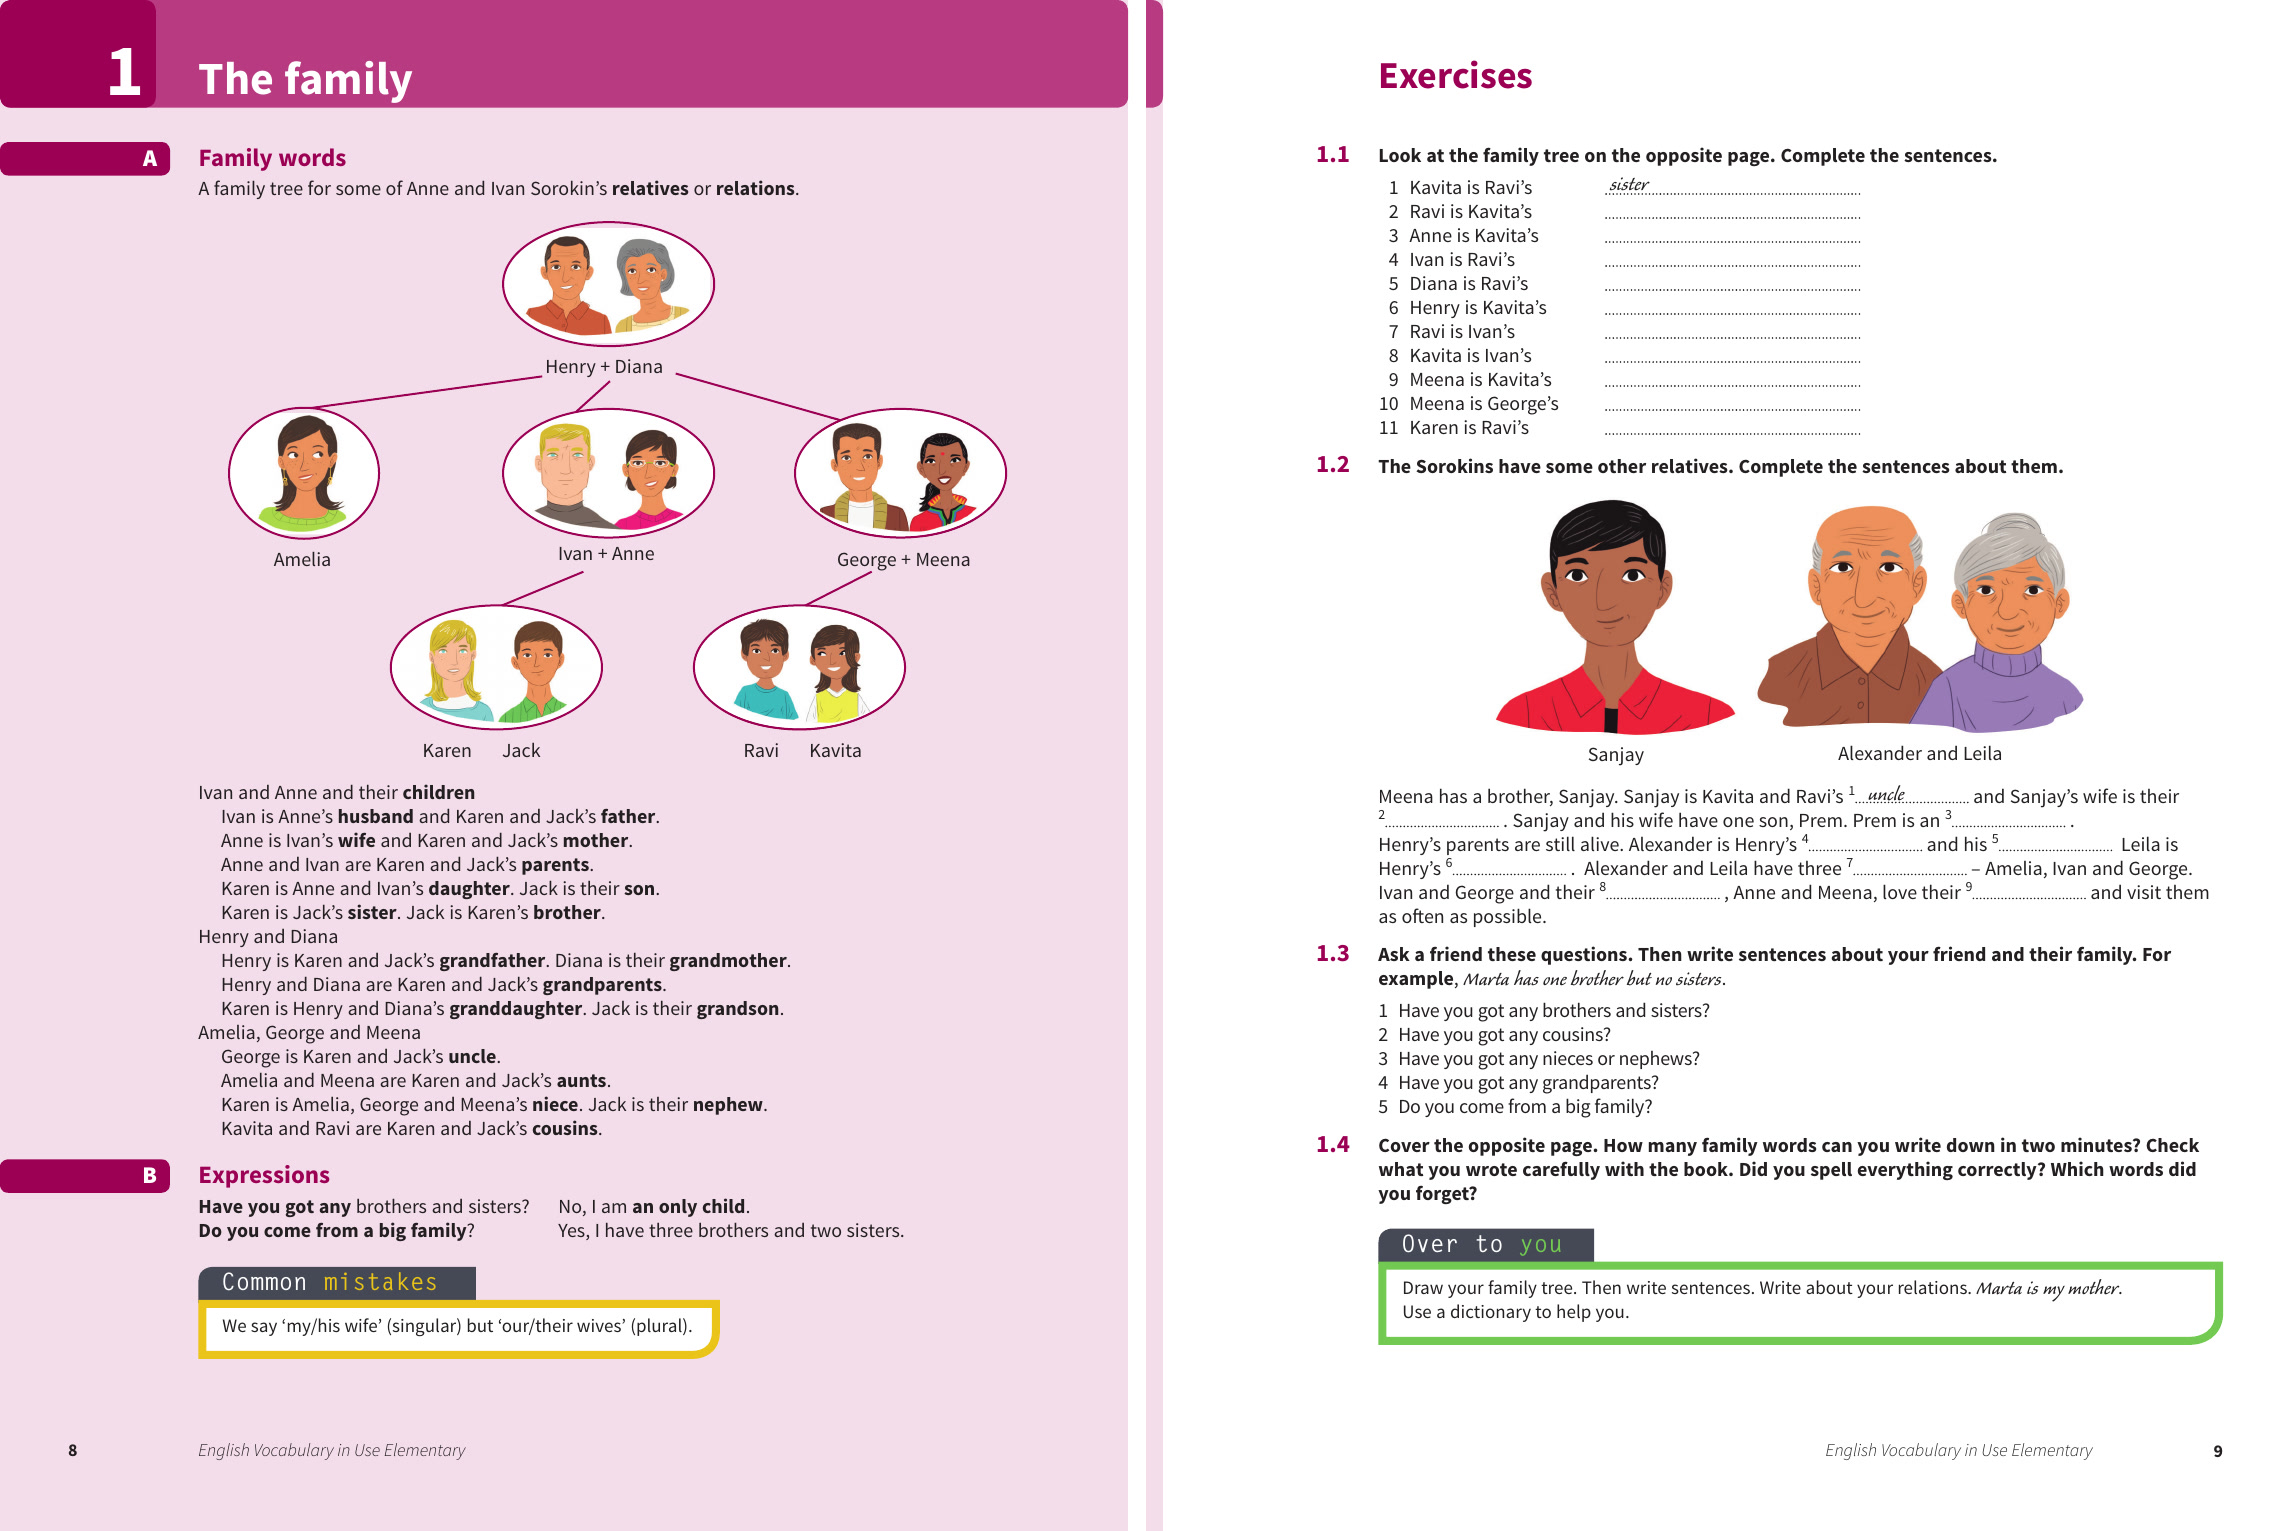 1
The family
A
Family words
A family tree for some of Anne and Ivan Sorokin’s relatives or relations.
Henry + Diana
Amelia
Ivan + Anne
George + Meena
Karen Jack
Ravi Kavita
Ivan and Anne and their children
Ivan is Anne’s husband and Karen and Jack’s father.
Anne is Ivan’s wife and Karen and Jack’s mother.
Anne and Ivan are Karen and Jack’s parents.
Karen is Anne and Ivan’s daughter. Jack is their son.
Karen is Jack’s sister. Jack is Karen’s brother.
Henry and Diana
Henry is Karen and Jack’s grandfather. Diana is their grandmother.
Henry and Diana are Karen and Jack’s grandparents.
Karen is Henry and Diana’s granddaughter. Jack is their grandson.
Amelia, George and Meena
George is Karen and Jack’s uncle.
Amelia and Meena are Karen and Jack’s aunts.
Karen is Amelia, George and Meena’s niece. Jack is their nephew.
Kavita and Ravi are Karen and Jack’s cousins.
B
Expressions
Have you got any brothers and sisters? No, I am an only child.
Do you come from a big family? Yes, I have three brothers and two sisters.
Common mistakes
We say ‘my/his wife’ (singular) but ‘our/their wives’ (plural).
8
English Vocabulary in Use Elementary
Exercises
1.1 Look at the family tree on the opposite page. Complete the sentences.
1 Kavita is Ravi’s sister
2 Ravi is Kavita’s
3 Anne is Kavita’s
4 Ivan is Ravi’s
5 Diana is Ravi’s
6 Henry is Kavita’s
7 Ravi is Ivan’s
8 Kavita is Ivan’s
9 Meena is Kavita’s
10 Meena is George’s
11 Karen is Ravi’s
1.2 The Sorokins have some other relatives. Complete the sentences about them.
Sanjay
Alexander and Leila
Meena has a brother, Sanjay. Sanjay is Kavita and Ravi’s 1 uncle and Sanjay’s wife is their
2 . Sanjay and his wife have one son, Prem. Prem is an 3 .
Henry’s parents are still alive. Alexander is Henry’s 4 and his 5 Leila is
Henry’s 6 . Alexander and Leila have three 7 – Amelia, Ivan and George.
Ivan and George and their 8 , Anne and Meena, love their 9 and visit them
as often as possible.
1.3 Ask a friend these questions. Then write sentences about your friend and their family. For
example, Marta has one brother but no sisters.
1 Have you got any brothers and sisters?
2 Have you got any cousins?
3 Have you got any nieces or nephews?
4 Have you got any grandparents?
5 Do you come from a big family?
1.4 Cover the opposite page. How many family words can you write down in two minutes? Check
what you wrote carefully with the book. Did you spell everything correctly? Which words did
you forget?
Over to you
Draw your family tree. Then write sentences. Write about your relations. Marta is my mother.
Use a dictionary to help you.
English Vocabulary in Use Elementary
9